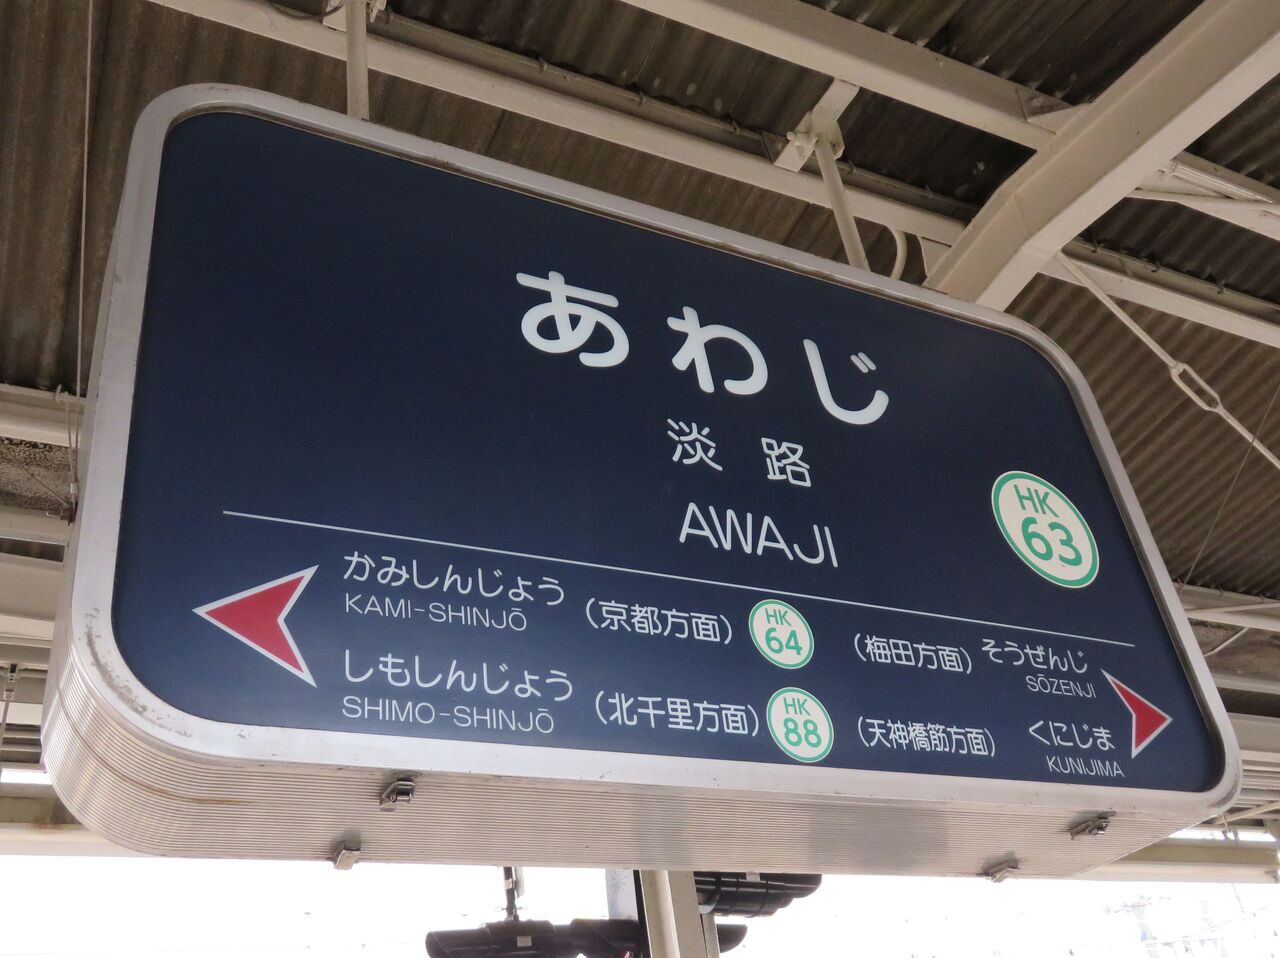 あわじ
淡路
AWAJI
HK
63
かみしんじょう
KAMI-SHINJŌ
(京都方面)
HK
64
しもしんじょう
SHIMO-SHINJŌ
(北千里方面)
HK
88
(梅田方面)
そうぜんじ
SŌZENJI
(天神橋筋方面)
くにじま
KUNIJIMA